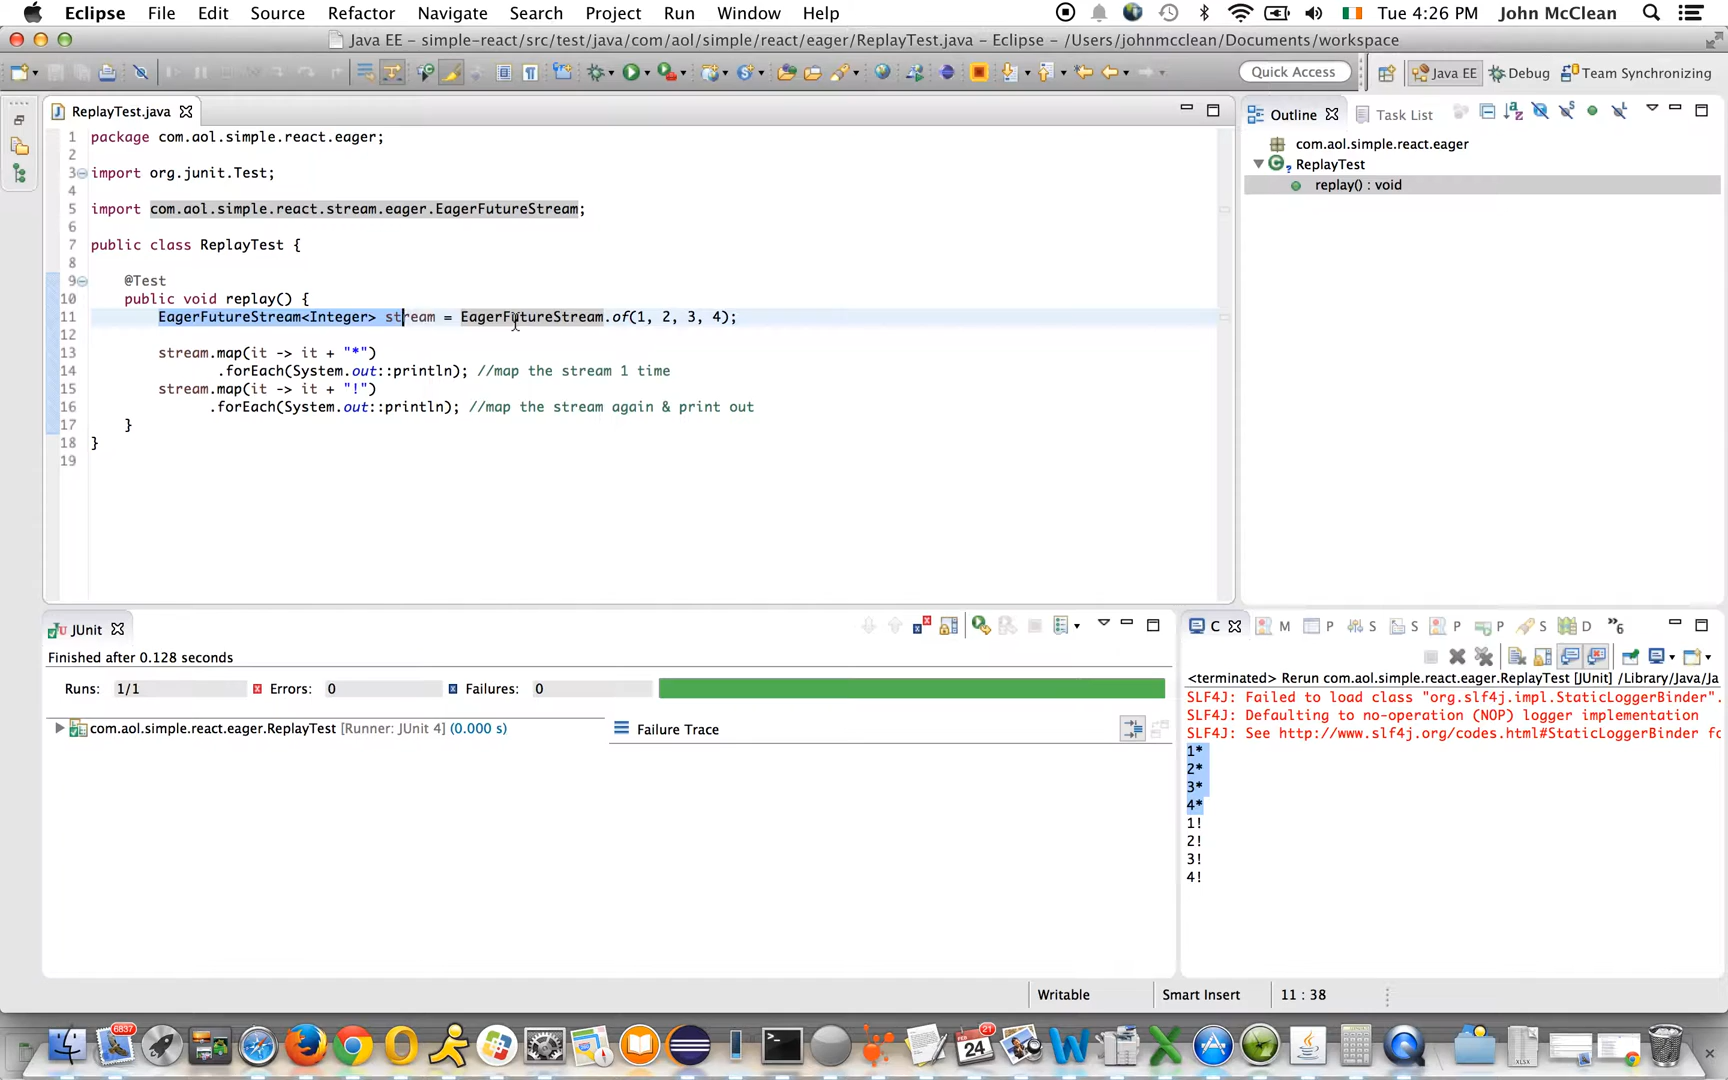 Eclipse File Edit Source Refactor Navigate Search Project Run Window Help Tue 4:26 PM John McClean
Java EE – simple-react/src/test/java/com/aol/simple/react/eager/ReplayTest.java – Eclipse – /Users/johnmcclean/Documents/workspace
Quick Access Java EE Debug Team Synchronizing
ReplayTest.java
Outline Task List
1 package com.aol.simple.react.eager;
2
3 import org.junit.Test;
4
5 import com.aol.simple.react.stream.eager.EagerFutureStream;
6
7 public class ReplayTest {
8
9 @Test
10 public void replay() {
11 EagerFutureStream<Integer> stream = EagerFutureStream.of(1, 2, 3, 4);
12
13 stream.map(it -> it + "*")
14 .forEach(System.out::println); //map the stream 1 time
15 stream.map(it -> it + "!")
16 .forEach(System.out::println); //map the stream again & print out
17 }
18 }
19
com.aol.simple.react.eager
ReplayTest
replay() : void
JUnit
Finished after 0.128 seconds
Runs: 1/1 Errors: 0 Failures: 0
com.aol.simple.react.eager.ReplayTest [Runner: JUnit 4] (0.000 s)
Failure Trace
C M P S S P P S D »6
<terminated> Rerun com.aol.simple.react.eager.ReplayTest [JUnit] /Library/Java/Ja
SLF4J: Failed to load class "org.slf4j.impl.StaticLoggerBinder".
SLF4J: Defaulting to no-operation (NOP) logger implementation
SLF4J: See http://www.slf4j.org/codes.html#StaticLoggerBinder fo
1*
2*
3*
4*
1!
2!
3!
4!
Writable Smart Insert 11 : 38
6837
24
21
XLSX